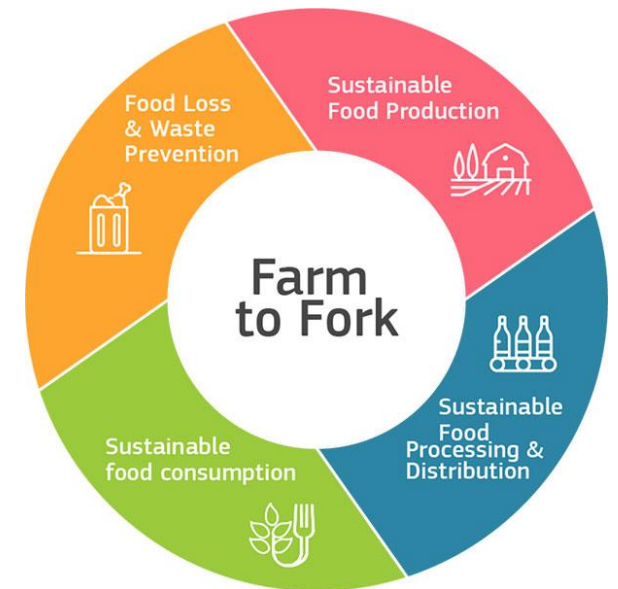 Food Loss
& Waste
Prevention
Sustainable
Food Production
Farm
to Fork
Sustainable
Food
Processing &
Distribution
Sustainable
food consumption